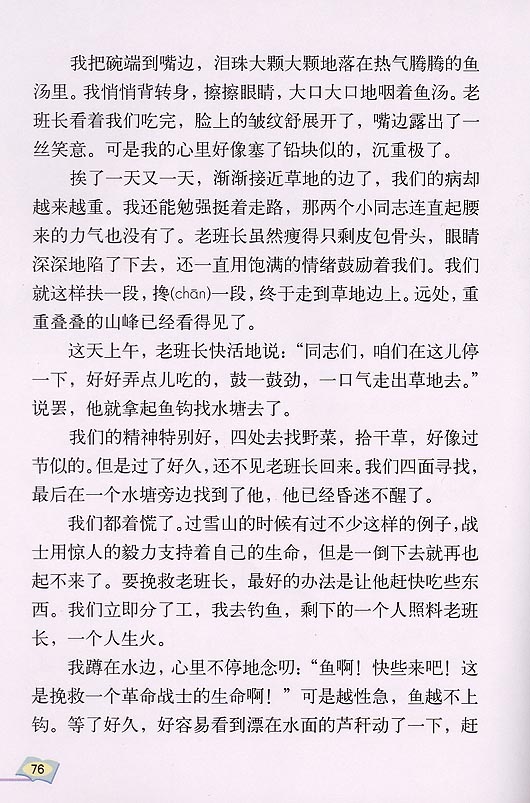 我把碗端到嘴边，泪珠大颗大颗地落在热气腾腾的鱼
汤里。我悄悄背转身，擦擦眼睛，大口大口地咽着鱼汤。老
班长看着我们吃完，脸上的皱纹舒展开了，嘴边露出了一
丝笑意。可是我的心里好像塞了铅块似的，沉重极了。
挨了一天又一天，渐渐接近草地的边了，我们的病却
越来越重。我还能勉强挺着走路，那两个小同志连直起腰
来的力气也没有了。老班长虽然瘦得只剩皮包骨头，眼睛
深深地陷了下去，还一直用饱满的情绪鼓励着我们。我们
就这样扶一段，搀(chān)一段，终于走到草地边上。远处，重
重叠叠的山峰已经看得见了。
这天上午，老班长快活地说：“同志们，咱们在这儿停
一下，好好弄点儿吃的，鼓一鼓劲，一口气走出草地去。”
说罢，他就拿起鱼钩找水塘去了。
我们的精神特别好，四处去找野菜，拾干草，好像过
节似的。但是过了好久，还不见老班长回来。我们四面寻找，
最后在一个水塘旁边找到了他，他已经昏迷不醒了。
我们都着慌了。过雪山的时候有过不少这样的例子，战
士用惊人的毅力支持着自己的生命，但是一倒下去就再也
起不来了。要挽救老班长，最好的办法是让他赶快吃些东
西。我们立即分了工，我去钓鱼，剩下的一个人照料老班
长，一个人生火。
我蹲在水边，心里不停地念叨：“鱼啊！快些来吧！这
是挽救一个革命战士的生命啊！”可是越性急，鱼越不上
钩。等了好久，好容易看到漂在水面的芦秆动了一下，赶
76